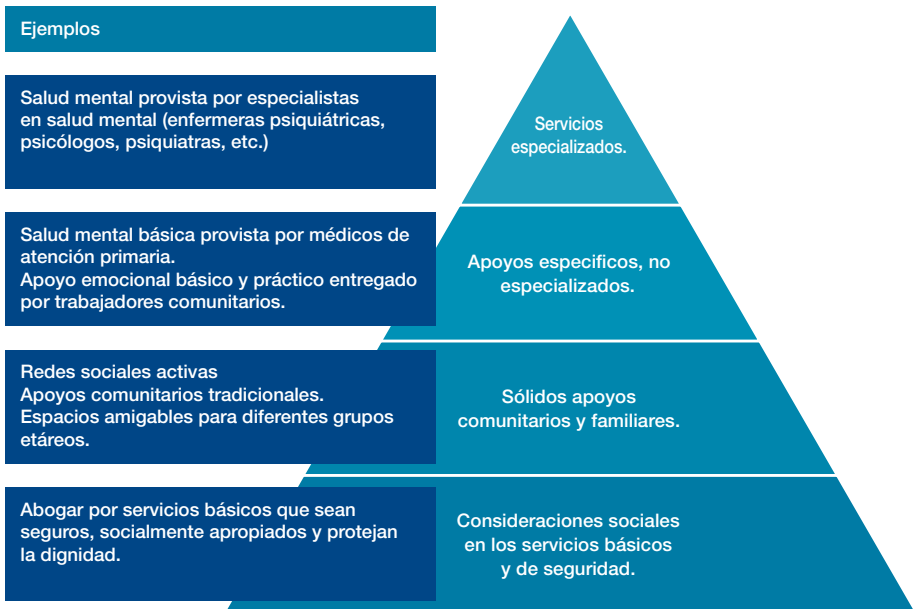 Ejemplos
Salud mental provista por especialistas
en salud mental (enfermeras psiquiátricas,
psicólogos, psiquiatras, etc.)
Servicios
especializados.
Salud mental básica provista por médicos de
atención primaria.
Apoyo emocional básico y práctico entregado
por trabajadores comunitarios.
Apoyos especificos, no
especializados.
Redes sociales activas
Apoyos comunitarios tradicionales.
Espacios amigables para diferentes grupos
etáreos.
Sólidos apoyos
comunitarios y familiares.
Abogar por servicios básicos que sean
seguros, socialmente apropiados y protejan
la dignidad.
Consideraciones sociales
en los servicios básicos
y de seguridad.